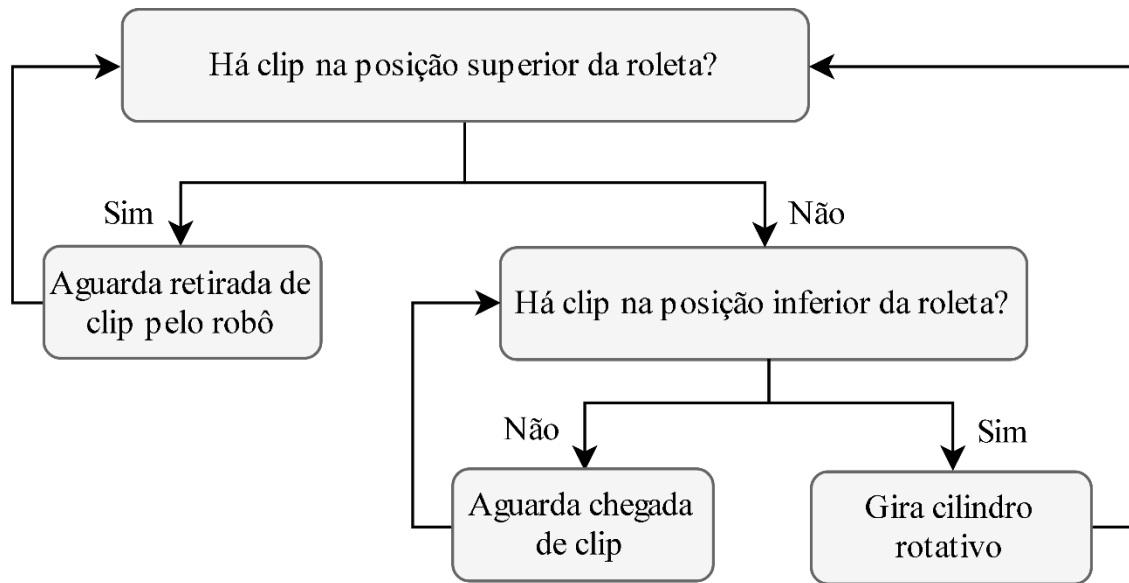 Há clip na posição superior da roleta?
Sim
Não
Aguarda retirada de
clip pelo robô
Há clip na posição inferior da roleta?
Não
Sim
Aguarda chegada
de clip
Gira cilindro
rotativo